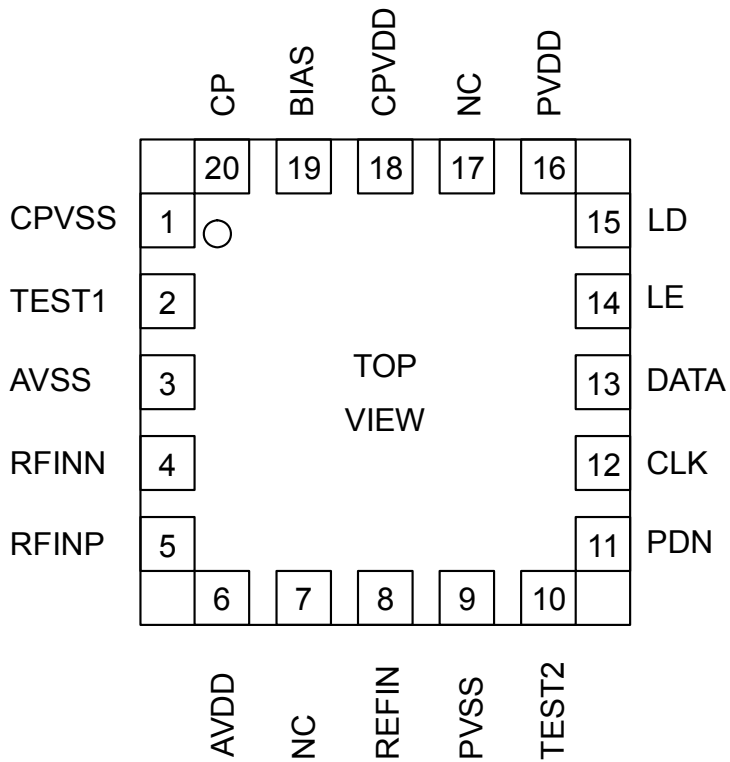 CP
BIAS
CPVDD
NC
PVDD
20 19 18 17 16
CPVSS 1 15 LD
TEST1 2 14 LE
AVSS 3 TOP 13 DATA
VIEW
RFINN 4 12 CLK
RFINP 5 11 PDN
6 7 8 9 10
AVDD
NC
REFIN
PVSS
TEST2